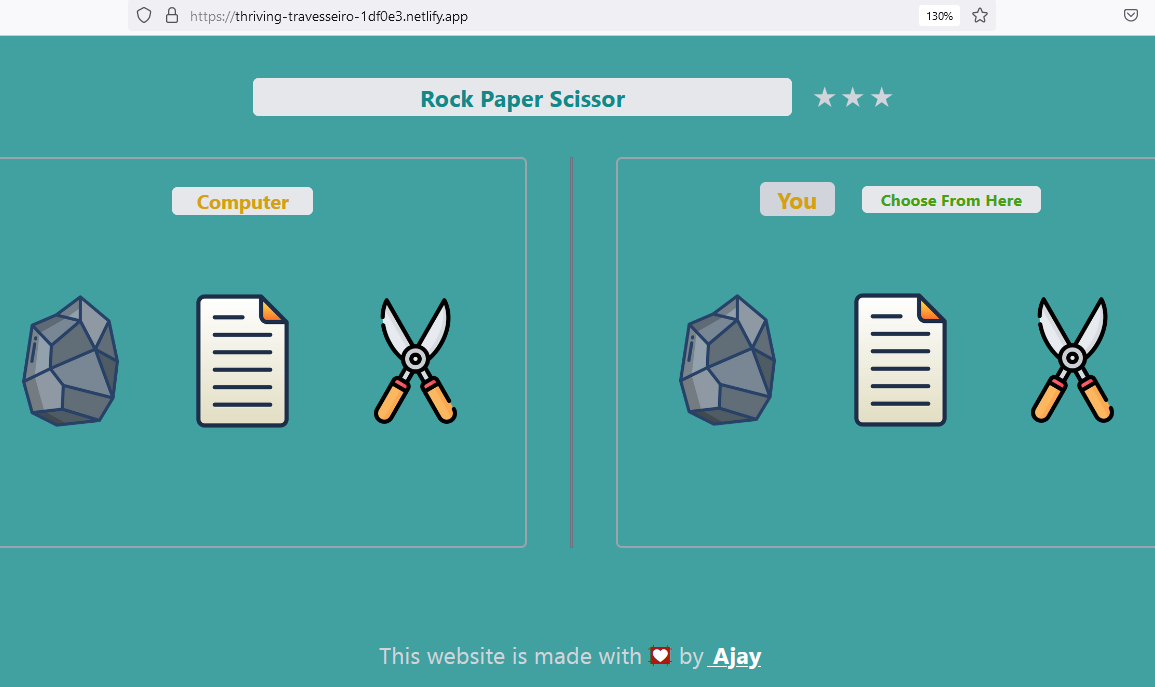 https://thriving-travesseiro-1df0e3.netlify.app
130%
Rock Paper Scissor
Computer
You
Choose From Here
This website is made with by Ajay